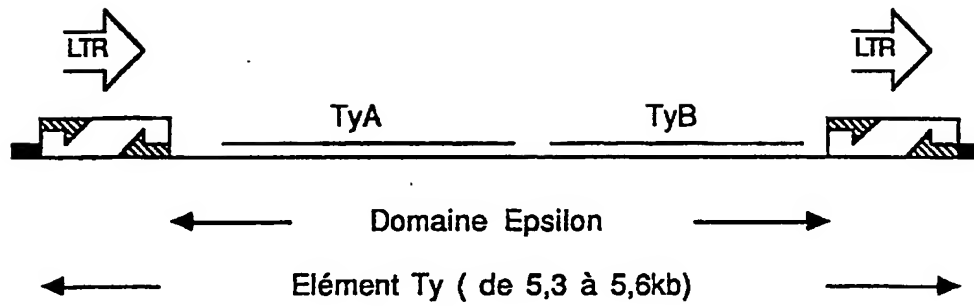 LTR LTR
TyA TyB
Domaine Epsilon
Elément Ty ( de 5,3 à 5,6kb)